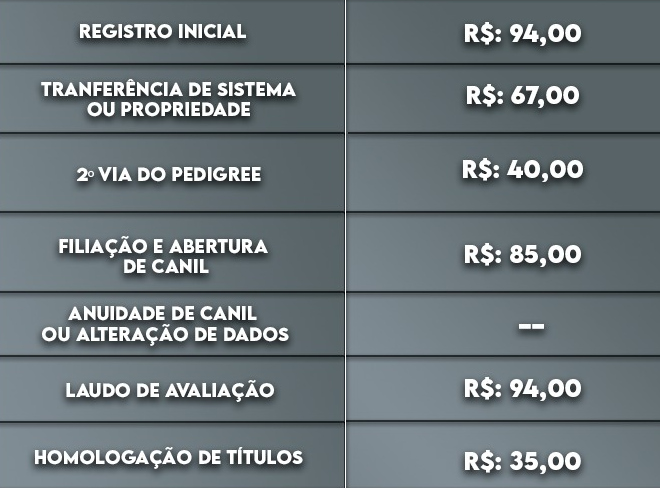 REGISTRO INICIAL
R$: 94,00
TRANFERÊNCIA DE SISTEMA
OU PROPRIEDADE
R$: 67,00
2º VIA DO PEDIGREE
R$: 40,00
FILIAÇÃO E ABERTURA
DE CANIL
R$: 85,00
ANUIDADE DE CANIL
OU ALTERAÇÃO DE DADOS
--
LAUDO DE AVALIAÇÃO
R$: 94,00
HOMOLOGAÇÃO DE TÍTULOS
R$: 35,00